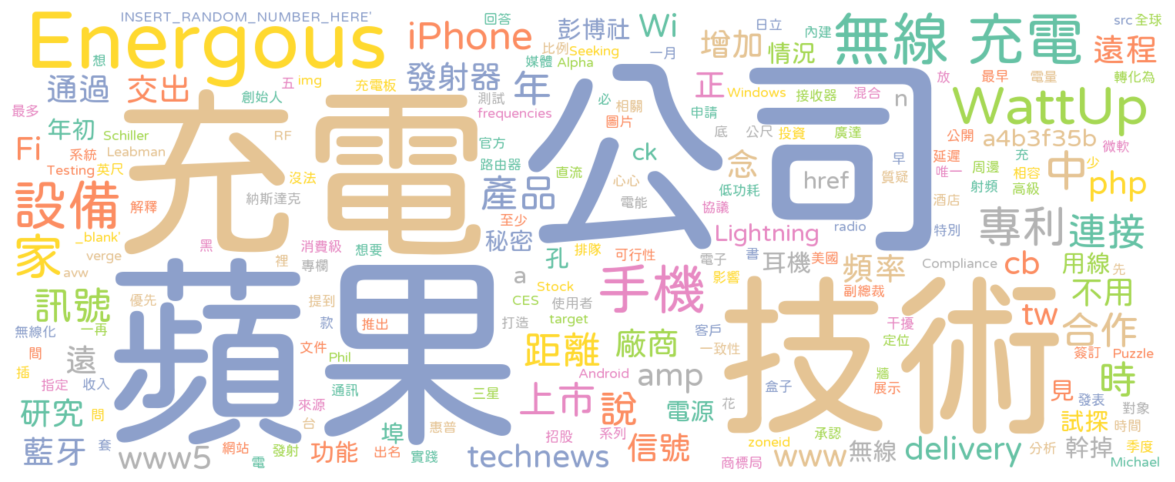 INSERT_RANDOM_NUMBER_HERE'
Energous
iPhone
回答
彭博社
Wi
一月
增加
日立
情況
內建
無線 充電
src
全球
遠程
想
比例
Seeking
媒體
Alpha
通過
交出
五
img
充電板
發射器
年
正
Windows
接收器
混合
放
最早
電量
轉化為
WattUp
最多
年初
Schiller
創始人
測試
frequencies
必
相關
圖片
申請
n
Fi
系統
Leabman
RF
官方
ck
底
公尺
投資
廣達
公開
a4b3f35b
微軟
Testing
英尺
沒法
路由器
直流
念
早
延遲
周邊
充
少
質疑
唯一
相容
中
php
設備
解釋
納斯達克
充電
產品
心心
低功耗
公司
href
射頻
高級
電能
協議
酒店
至少
家
_blank'
黑
消費級
想要
秘密
孔
排隊
可行性
Lightning
radio
特別
專利
連接
verge
裡
專欄
a
電子
美國
書
耳機
頻率
Compliance
cb
用線
先
avw
訊號
優先
提到
Stock
CES
使用者
手機
影響
副總裁
不用
無線化
一再
款
推出
打造
target
客戶
干擾
tw
合作
蘋果
技術
間
遠
文件
Phil
距離
廠商
一致性
定位
簽訂
Puzzle
插
指定
收入
通訊
三星
Android
amp
盒子
牆
展示
見
發表
時
研究
問
來源
台
埠
惠普
上市
說
電源
花
承認
試探
對象
時間
藍牙
套
www5
網站
電
發射
功能
出名
實踐
technews
招股
系列
信號
zoneid
商標局
www
無線
delivery
分析
幹掉
季度
Michael